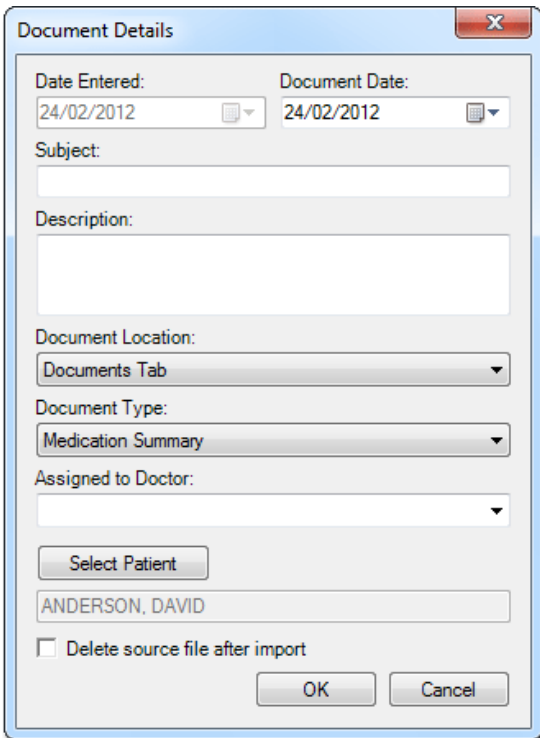 Document Details
Date Entered: Document Date:
24/02/2012 24/02/2012
Subject:
Description:
Document Location:
Documents Tab
Document Type:
Medication Summary
Assigned to Doctor:
Select Patient
ANDERSON, DAVID
Delete source file after import
OK Cancel